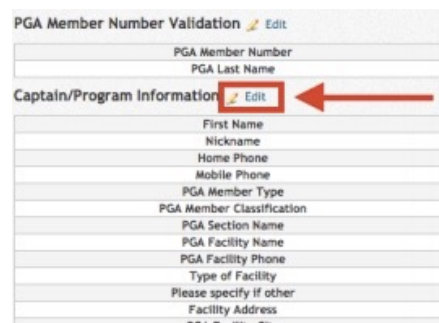 PGA Member Number Validation Edit
PGA Member Number
PGA Last Name
Captain/Program Information Edit
First Name
Nickname
Home Phone
Mobile Phone
PGA Member Type
PGA Member Classification
PGA Section Name
PGA Facility Name
PGA Facility Phone
Type of Facility
Please specify if other
Facility Address